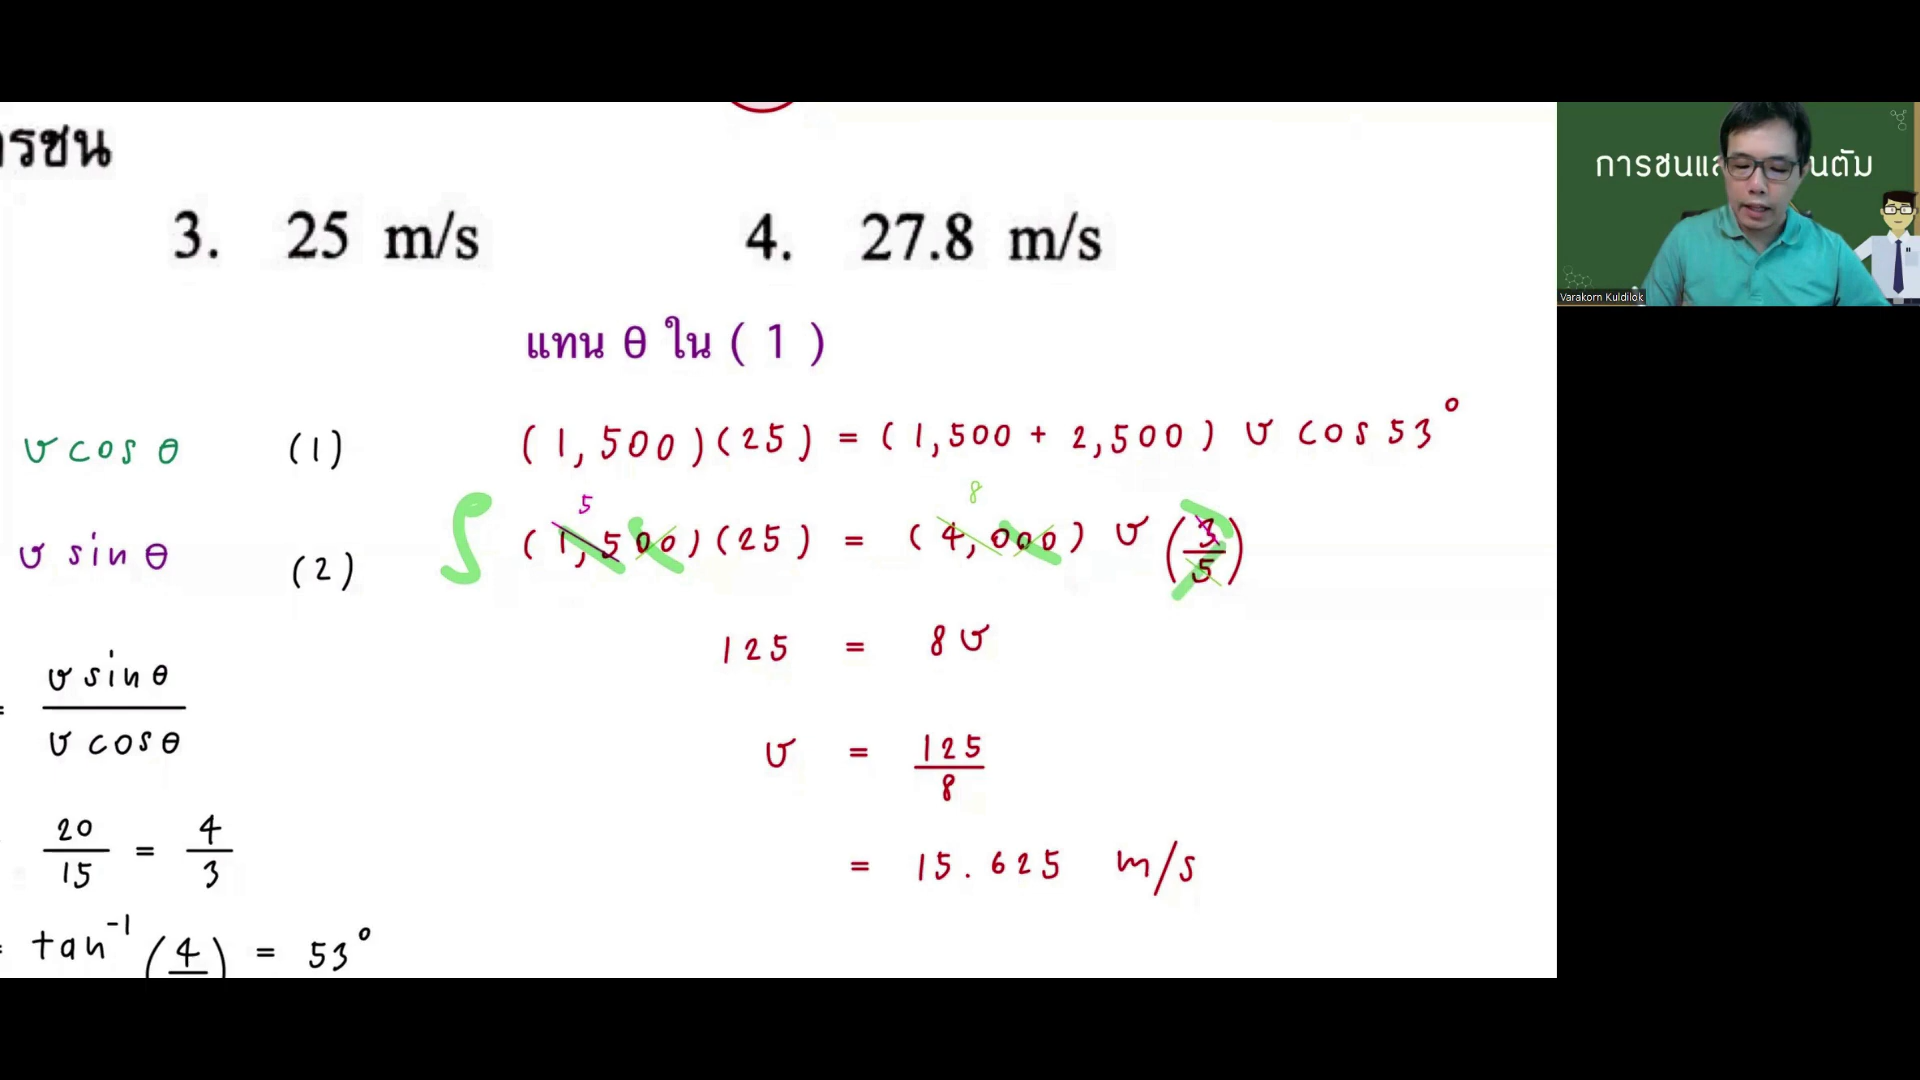 รชน
3. 25 m/s 4. 27.8 m/s
แทน θ ใน ( 1 )
v cos θ (1)
(1,500)(25) = (1,500 + 2,500) v cos 53°
v sin θ (2)
5 8
(1,500)(25) = (4,000) v (3/5)
125 = 8v
= v sin θ / v cos θ
v = 125/8
20/15 = 4/3
= 15.625 m/s
= tan⁻¹ (4) = 53°
การชนแ นตัม
Varakorn Kuldilok